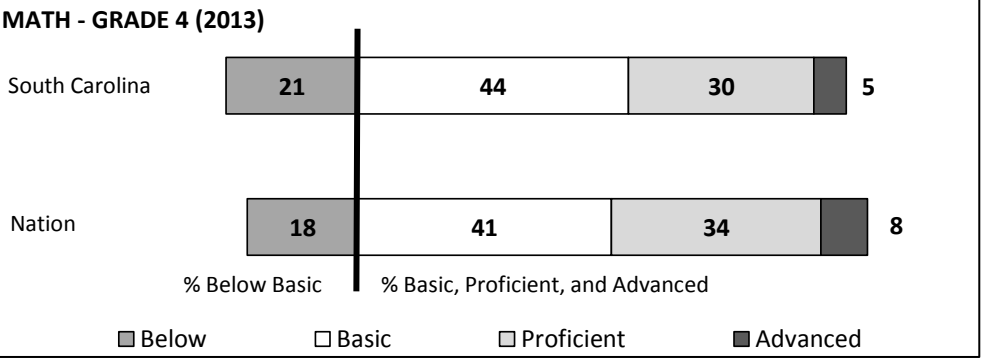 MATH - GRADE 4 (2013)
South Carolina 21 44 30 5
Nation 18 41 34 8
% Below Basic % Basic, Proficient, and Advanced
Below Basic Proficient Advanced